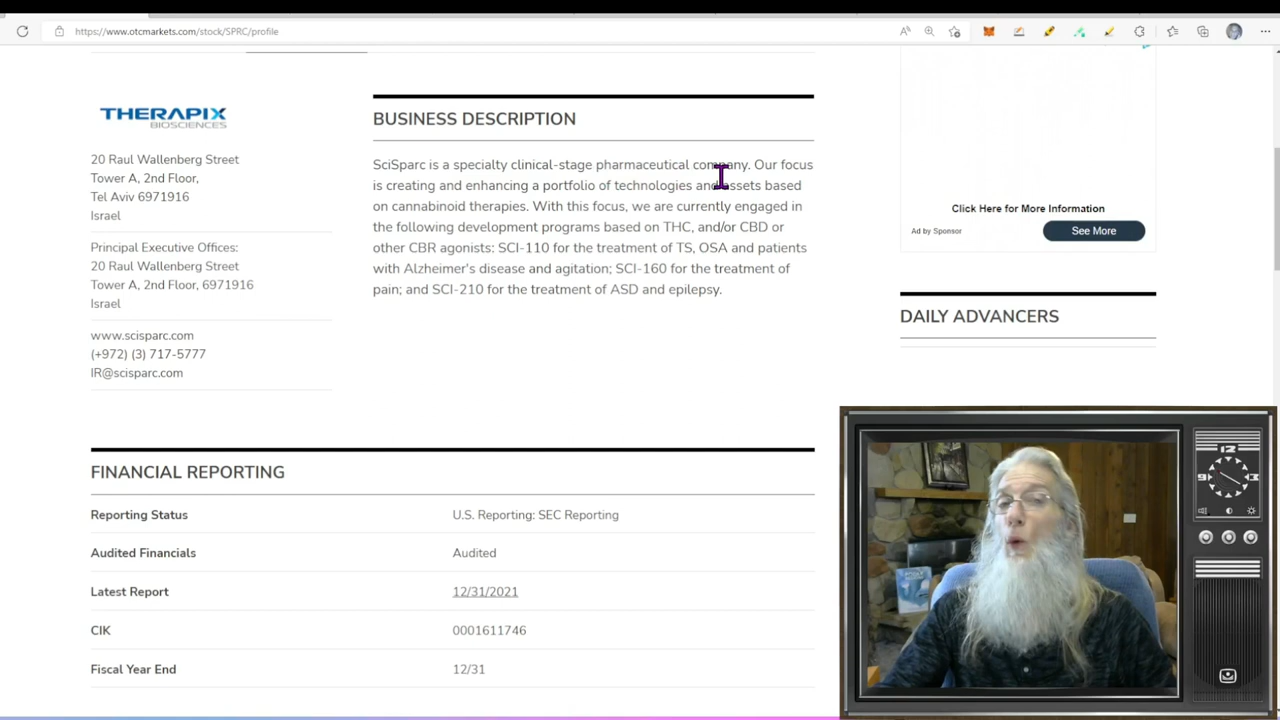 https://www.otcmarkets.com/stock/SPRC/profile
THERAPIX
BIOSCIENCES
20 Raul Wallenberg Street
Tower A, 2nd Floor,
Tel Aviv 6971916
Israel
Principal Executive Offices:
20 Raul Wallenberg Street
Tower A, 2nd Floor, 6971916
Israel
www.scisparc.com
(+972) (3) 717-5777
IR@scisparc.com
BUSINESS DESCRIPTION
SciSparc is a specialty clinical-stage pharmaceutical company. Our focus
is creating and enhancing a portfolio of technologies and assets based
on cannabinoid therapies. With this focus, we are currently engaged in
the following development programs based on THC, and/or CBD or
other CBR agonists: SCI-110 for the treatment of TS, OSA and patients
with Alzheimer's disease and agitation; SCI-160 for the treatment of
pain; and SCI-210 for the treatment of ASD and epilepsy.
Click Here for More Information
Ad by Sponsor
See More
DAILY ADVANCERS
FINANCIAL REPORTING
Reporting Status U.S. Reporting: SEC Reporting
Audited Financials Audited
Latest Report 12/31/2021
CIK 0001611746
Fiscal Year End 12/31
12
9 3